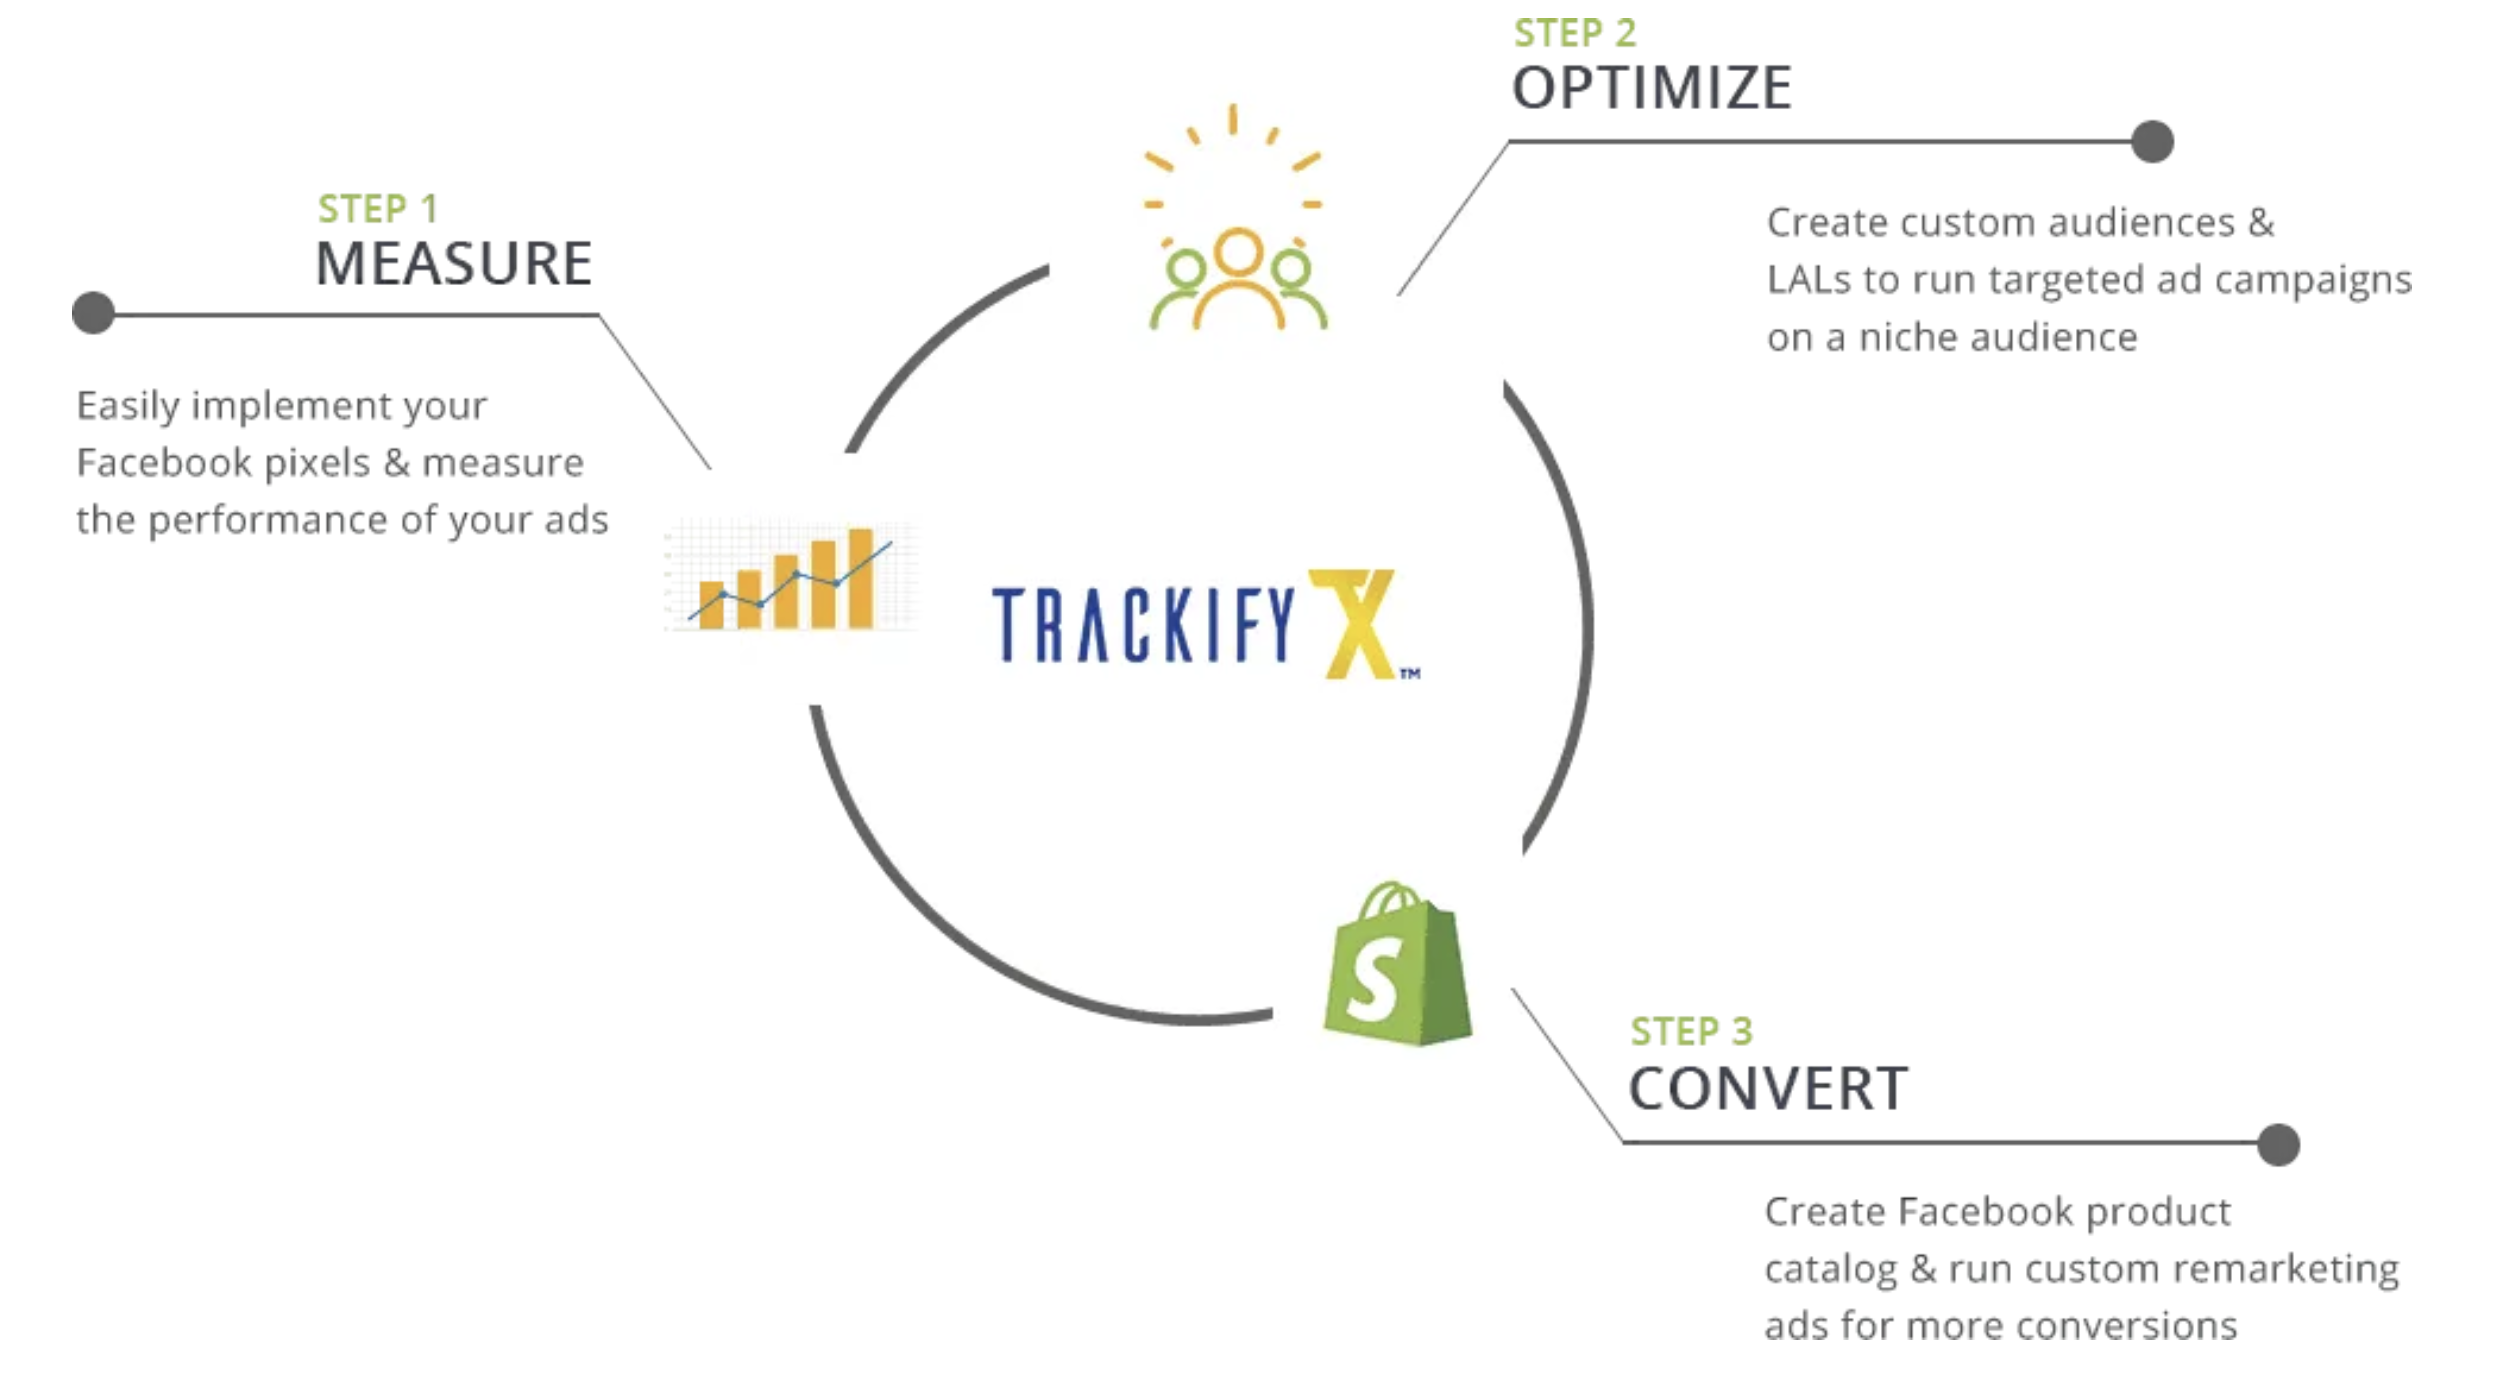 STEP 1
MEASURE
Easily implement your
Facebook pixels & measure
the performance of your ads
STEP 2
OPTIMIZE
Create custom audiences &
LALs to run targeted ad campaigns
on a niche audience
TRACKIFY X™
S
STEP 3
CONVERT
Create Facebook product
catalog & run custom remarketing
ads for more conversions